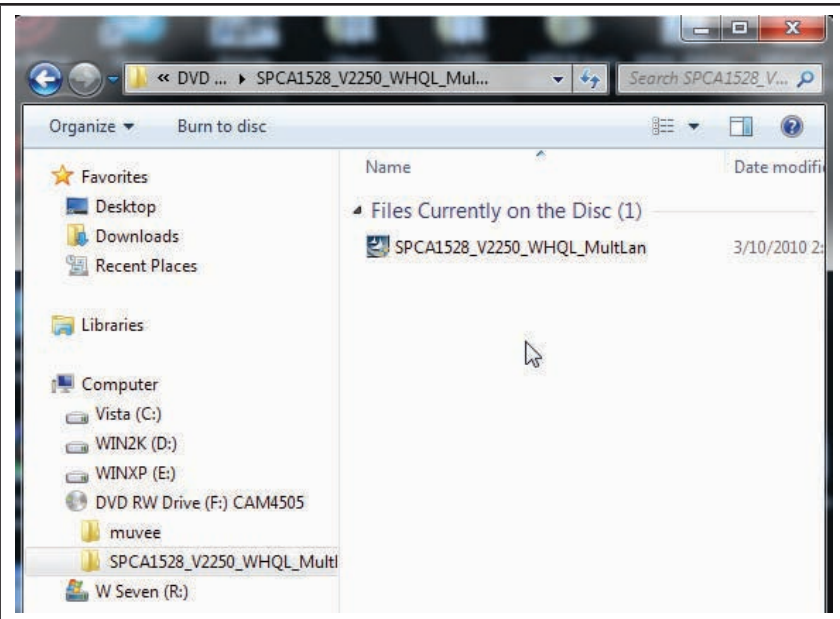 « DVD ... ▸ SPCA1528_V2250_WHQL_Mul...
Search SPCA1528_V...
Organize
Burn to disc
Favorites
Desktop
Downloads
Recent Places
Libraries
Computer
Vista (C:)
WIN2K (D:)
WINXP (E:)
DVD RW Drive (F:) CAM4505
muvee
SPCA1528_V2250_WHQL_Multl
W Seven (R:)
Name
Date modifi
Files Currently on the Disc (1)
SPCA1528_V2250_WHQL_MultLan
3/10/2010 2: